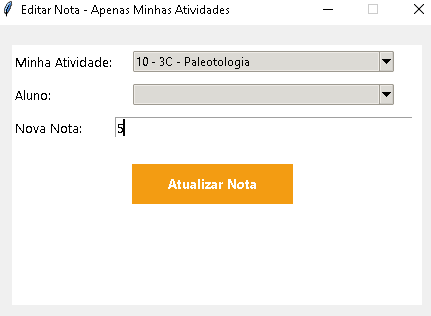 Editar Nota - Apenas Minhas Atividades
Minha Atividade: 10 - 3C - Paleotologia
Aluno:
Nova Nota: 5
Atualizar Nota